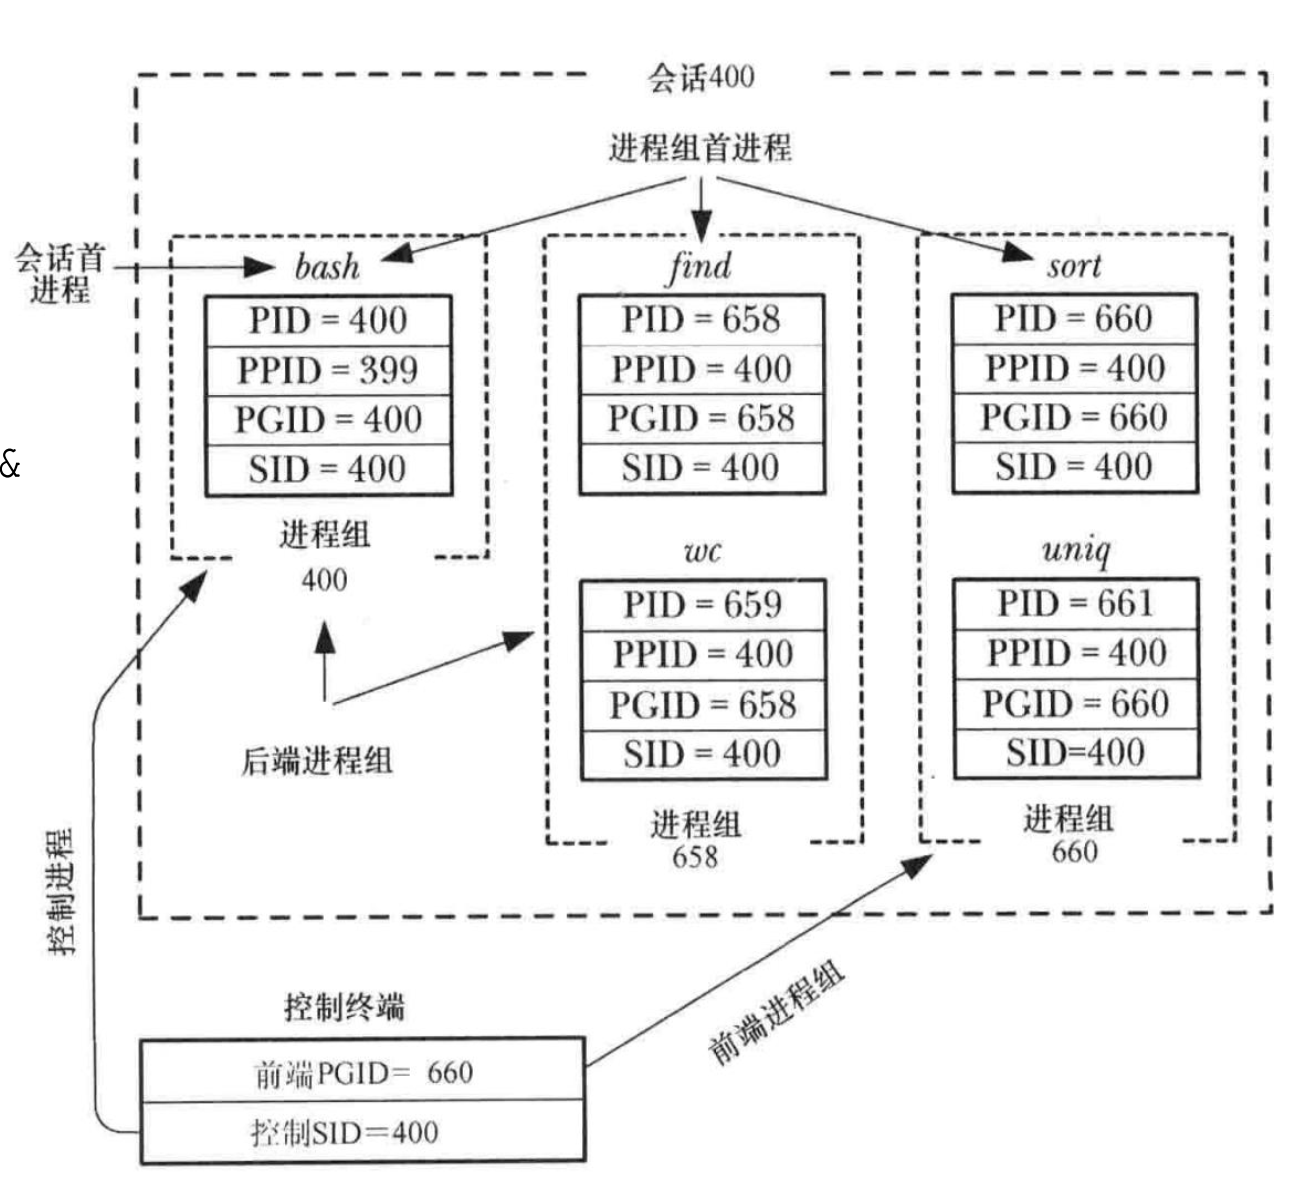 会话400
进程组首进程
会话首
进程
bash
PID = 400
PPID = 399
PGID = 400
SID = 400
进程组
400
find
PID = 658
PPID = 400
PGID = 658
SID = 400
wc
PID = 659
PPID = 400
PGID = 658
SID = 400
进程组
658
sort
PID = 660
PPID = 400
PGID = 660
SID = 400
uniq
PID = 661
PPID = 400
PGID = 660
SID=400
进程组
660
&
后端进程组
控制进程
前端进程组
控制终端
前端PGID= 660
控制SID=400